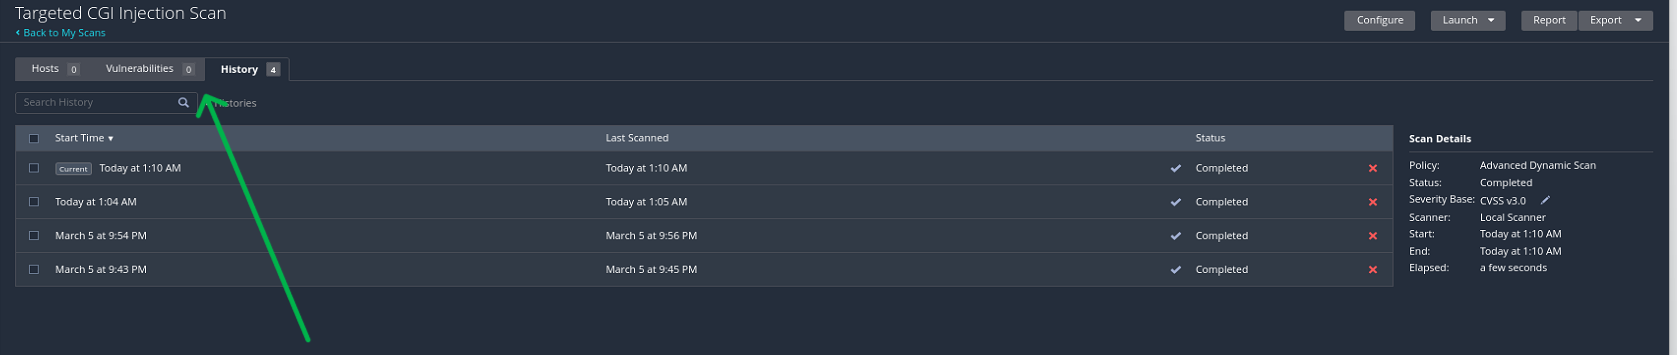 Targeted CGI Injection Scan
Back to My Scans
Configure Launch Report Export
Hosts 0 Vulnerabilities 0 History 4
Search History Histories
Start Time Last Scanned Status
Current Today at 1:10 AM Today at 1:10 AM Completed
Today at 1:04 AM Today at 1:05 AM Completed
March 5 at 9:54 PM March 5 at 9:56 PM Completed
March 5 at 9:43 PM March 5 at 9:45 PM Completed
Scan Details
Policy: Advanced Dynamic Scan
Status: Completed
Severity Base: CVSS v3.0
Scanner: Local Scanner
Start: Today at 1:10 AM
End: Today at 1:10 AM
Elapsed: a few seconds